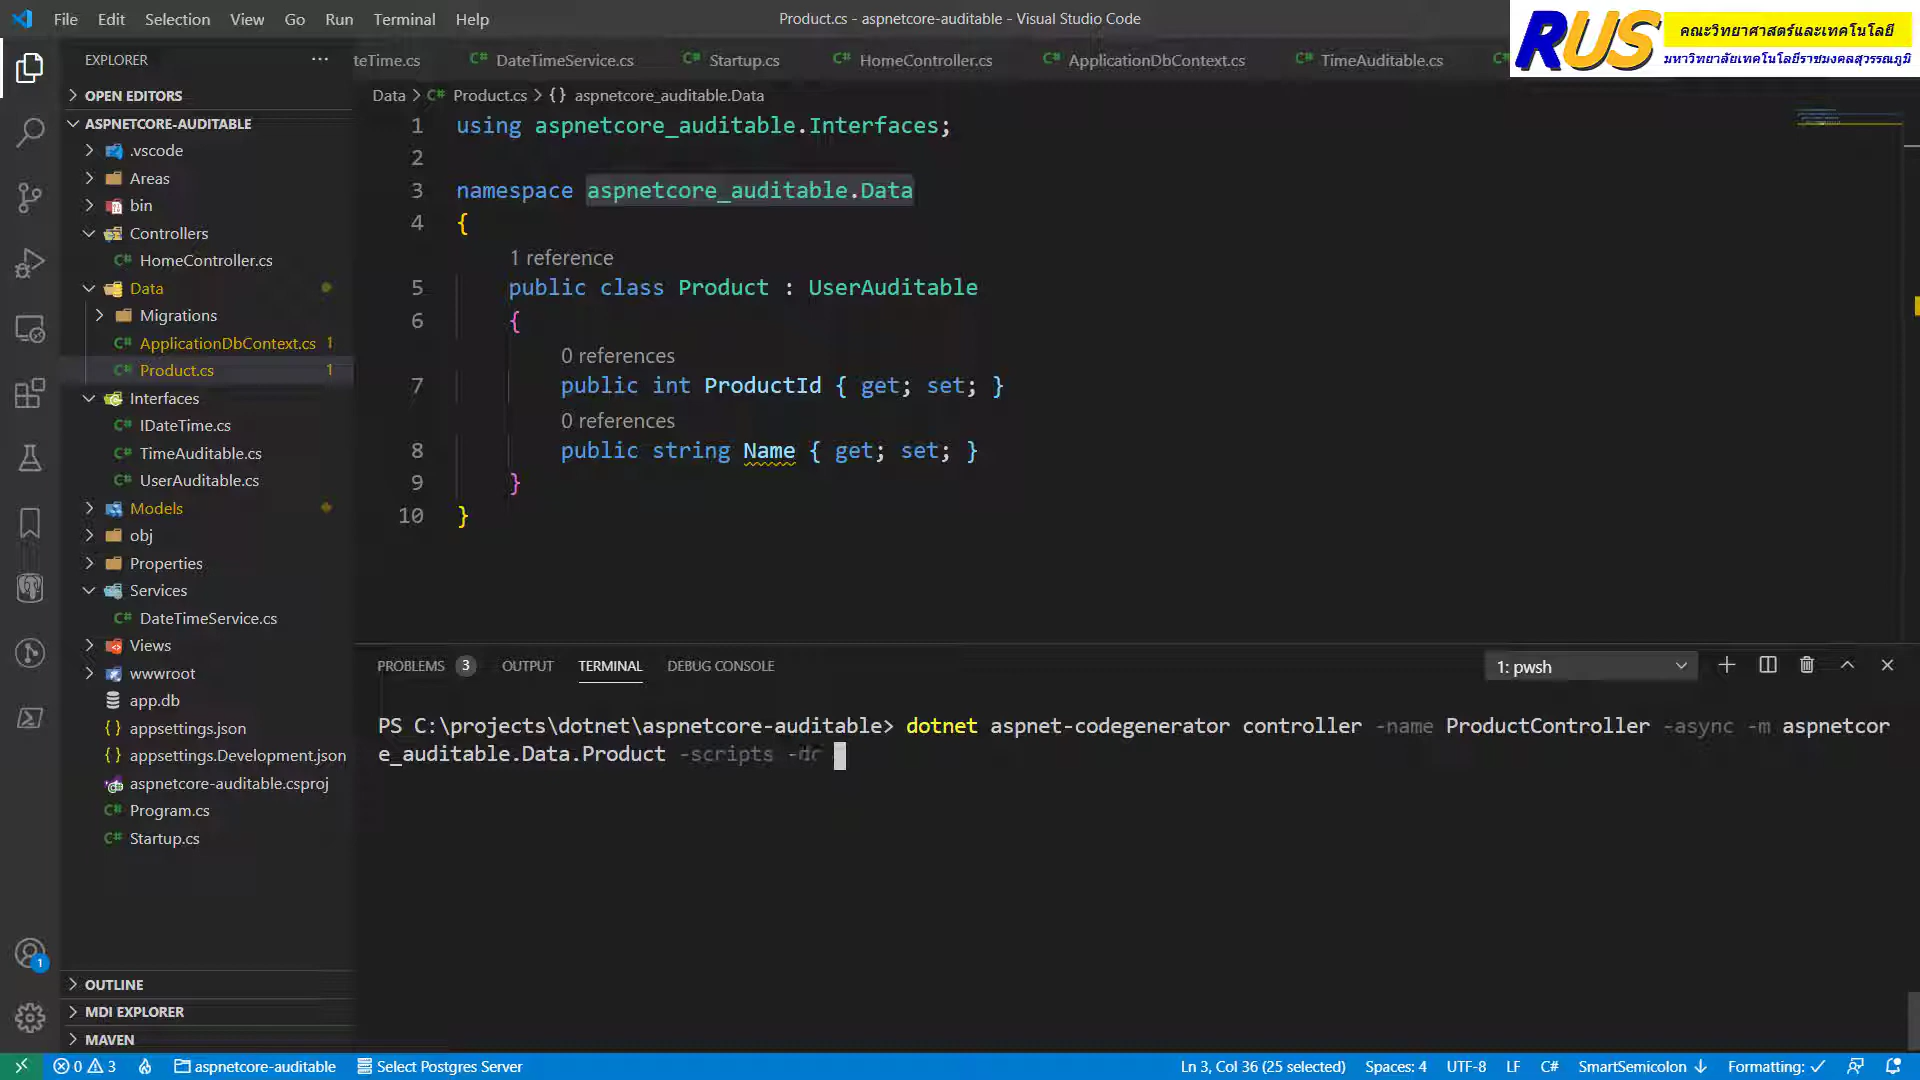 File Edit Selection View Go Run Terminal Help
Product.cs - aspnetcore-auditable - Visual Studio Code
RUS
คณะวิทยาศาสตร์และเทคโนโลยี
มหาวิทยาลัยเทคโนโลยีราชมงคลสุวรรณภูมิ
EXPLORER
teTime.cs DateTimeService.cs Startup.cs HomeController.cs ApplicationDbContext.cs TimeAuditable.cs
OPEN EDITORS
ASPNETCORE-AUDITABLE
.vscode
Areas
bin
Controllers
HomeController.cs
Data
Migrations
ApplicationDbContext.cs 1
Product.cs 1
Interfaces
IDateTime.cs
TimeAuditable.cs
UserAuditable.cs
Models
obj
Properties
Services
DateTimeService.cs
Views
wwwroot
app.db
appsettings.json
appsettings.Development.json
aspnetcore-auditable.csproj
Program.cs
Startup.cs
OUTLINE
MDI EXPLORER
MAVEN
Data > Product.cs > {} aspnetcore_auditable.Data
1 using aspnetcore_auditable.Interfaces;
2
3 namespace aspnetcore_auditable.Data
4 {
1 reference
5 public class Product : UserAuditable
6 {
0 references
7 public int ProductId { get; set; }
0 references
8 public string Name { get; set; }
9 }
10 }
PROBLEMS 3 OUTPUT TERMINAL DEBUG CONSOLE 1: pwsh
PS C:\projects\dotnet\aspnetcore-auditable> dotnet aspnet-codegenerator controller -name ProductController -async -m aspnetcor
e_auditable.Data.Product -scripts
1
0 3 aspnetcore-auditable Select Postgres Server Ln 3, Col 36 (25 selected) Spaces: 4 UTF-8 LF C# SmartSemicolon ↓ Formatting: ✓